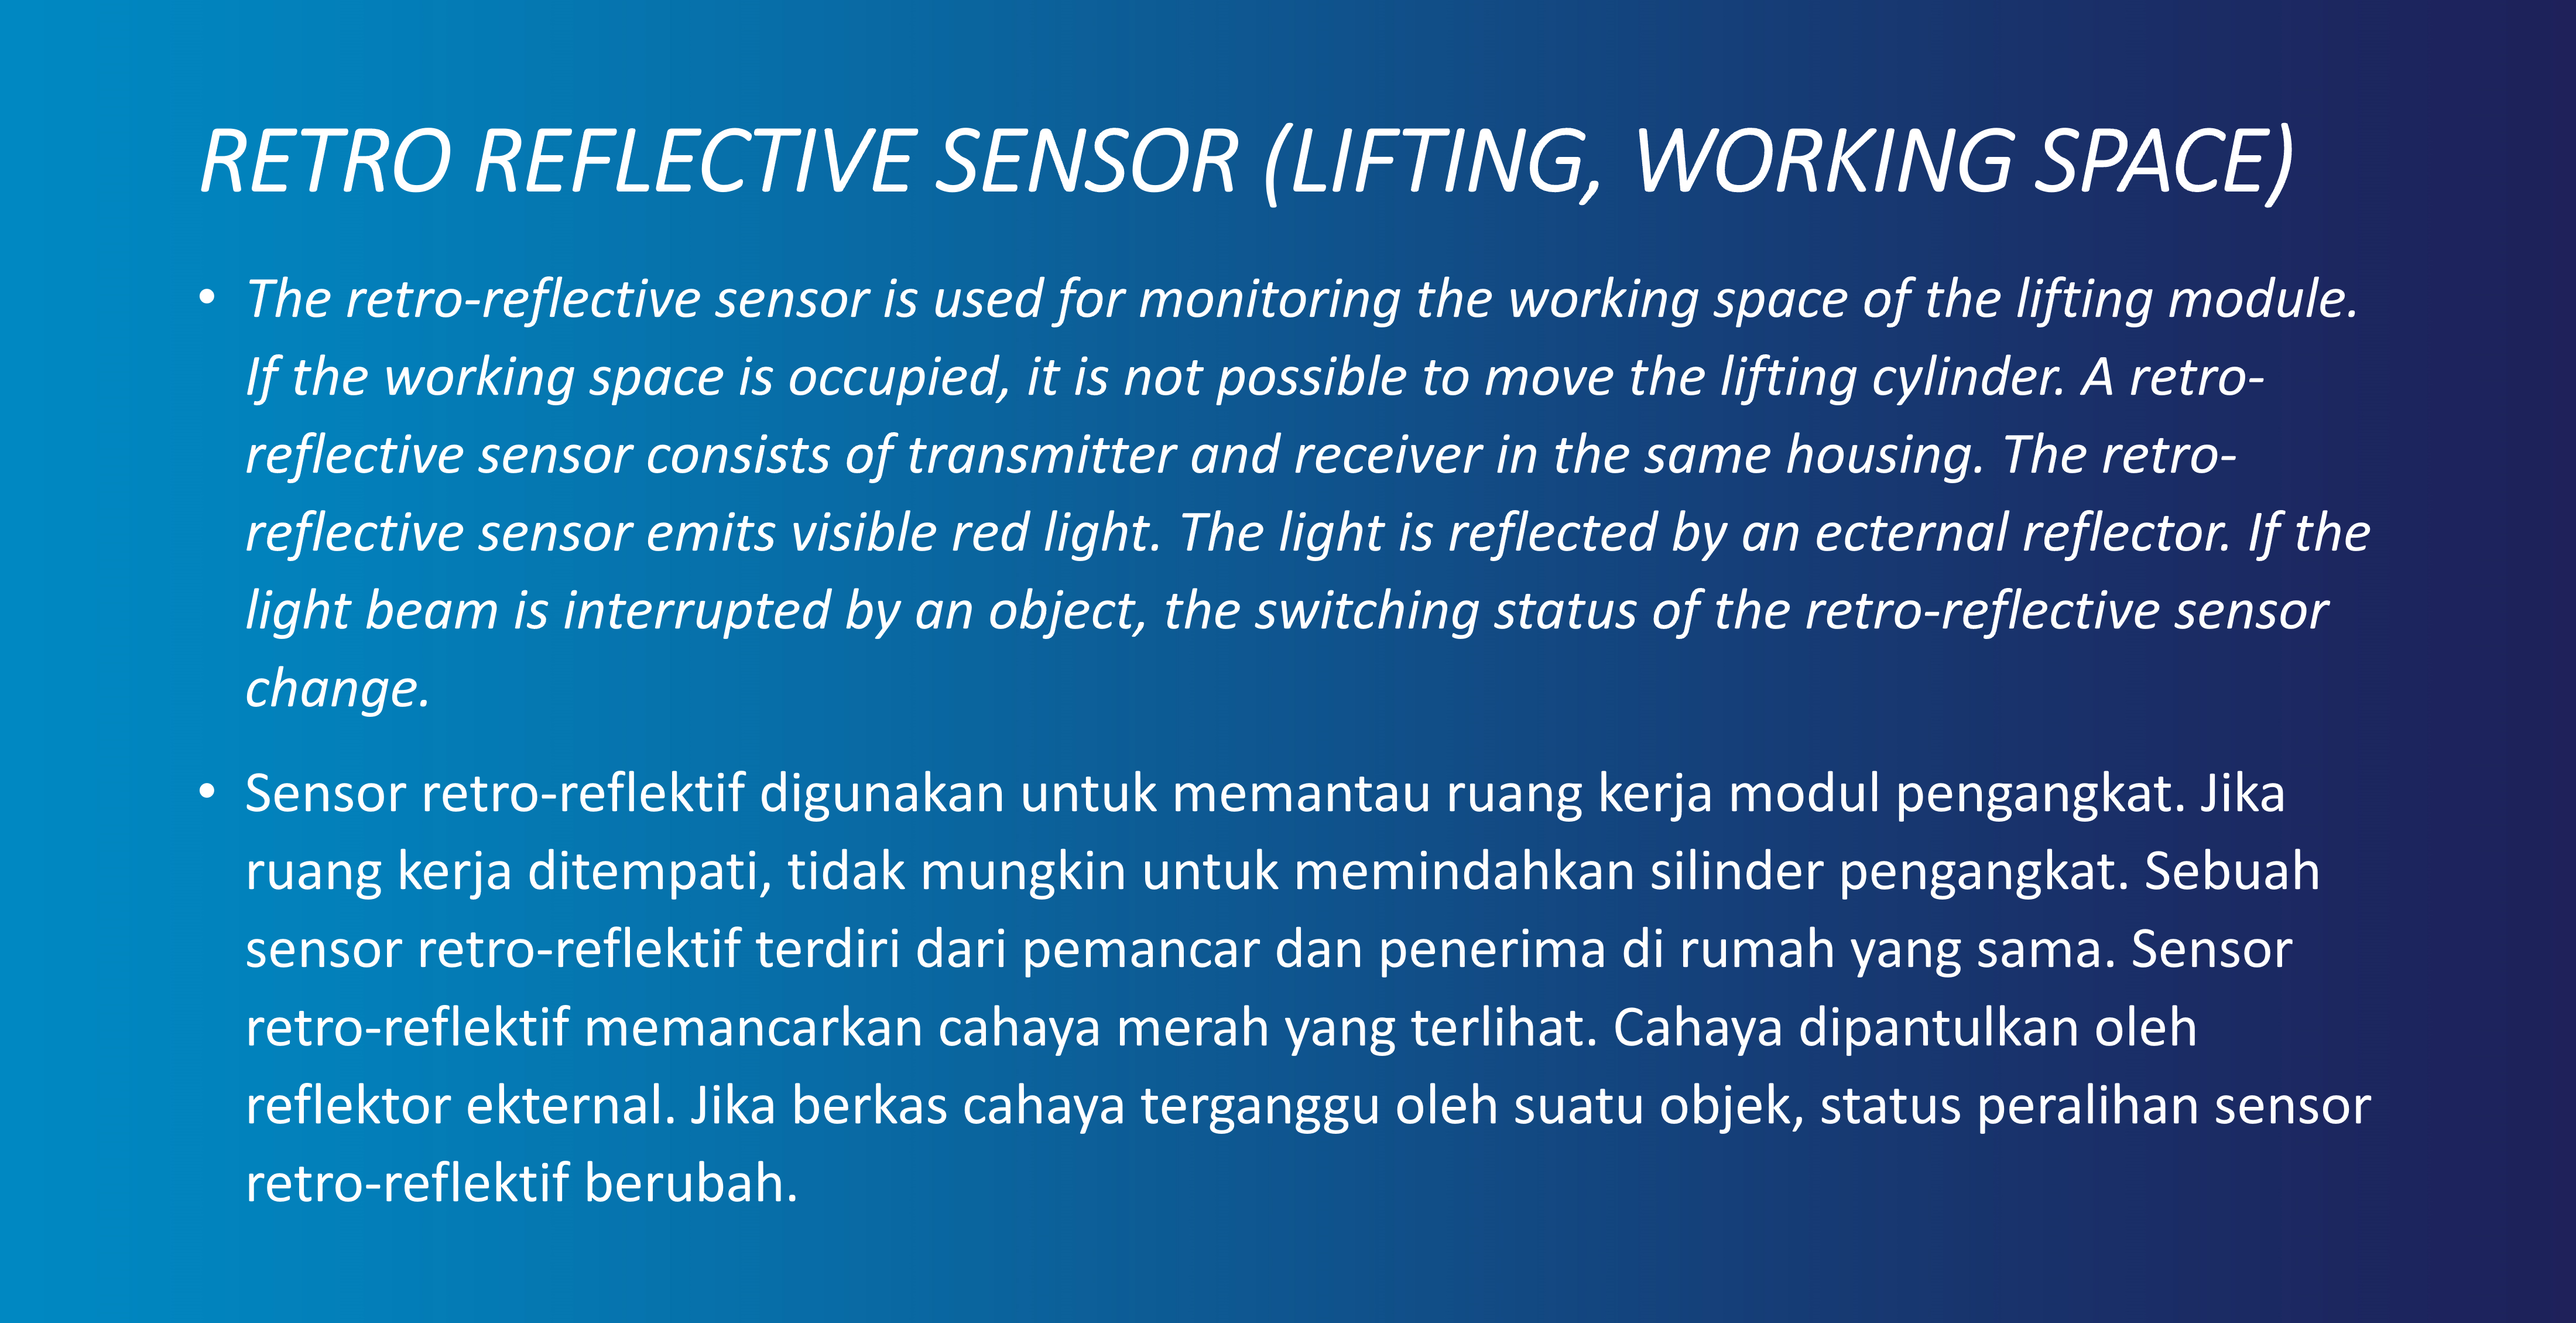 RETRO REFLECTIVE SENSOR (LIFTING, WORKING SPACE)
• The retro-reflective sensor is used for monitoring the working space of the lifting module.
If the working space is occupied, it is not possible to move the lifting cylinder. A retro-
reflective sensor consists of transmitter and receiver in the same housing. The retro-
reflective sensor emits visible red light. The light is reflected by an ecternal reflector. If the
light beam is interrupted by an object, the switching status of the retro-reflective sensor
change.
• Sensor retro-reflektif digunakan untuk memantau ruang kerja modul pengangkat. Jika
ruang kerja ditempati, tidak mungkin untuk memindahkan silinder pengangkat. Sebuah
sensor retro-reflektif terdiri dari pemancar dan penerima di rumah yang sama. Sensor
retro-reflektif memancarkan cahaya merah yang terlihat. Cahaya dipantulkan oleh
reflektor ekternal. Jika berkas cahaya terganggu oleh suatu objek, status peralihan sensor
retro-reflektif berubah.